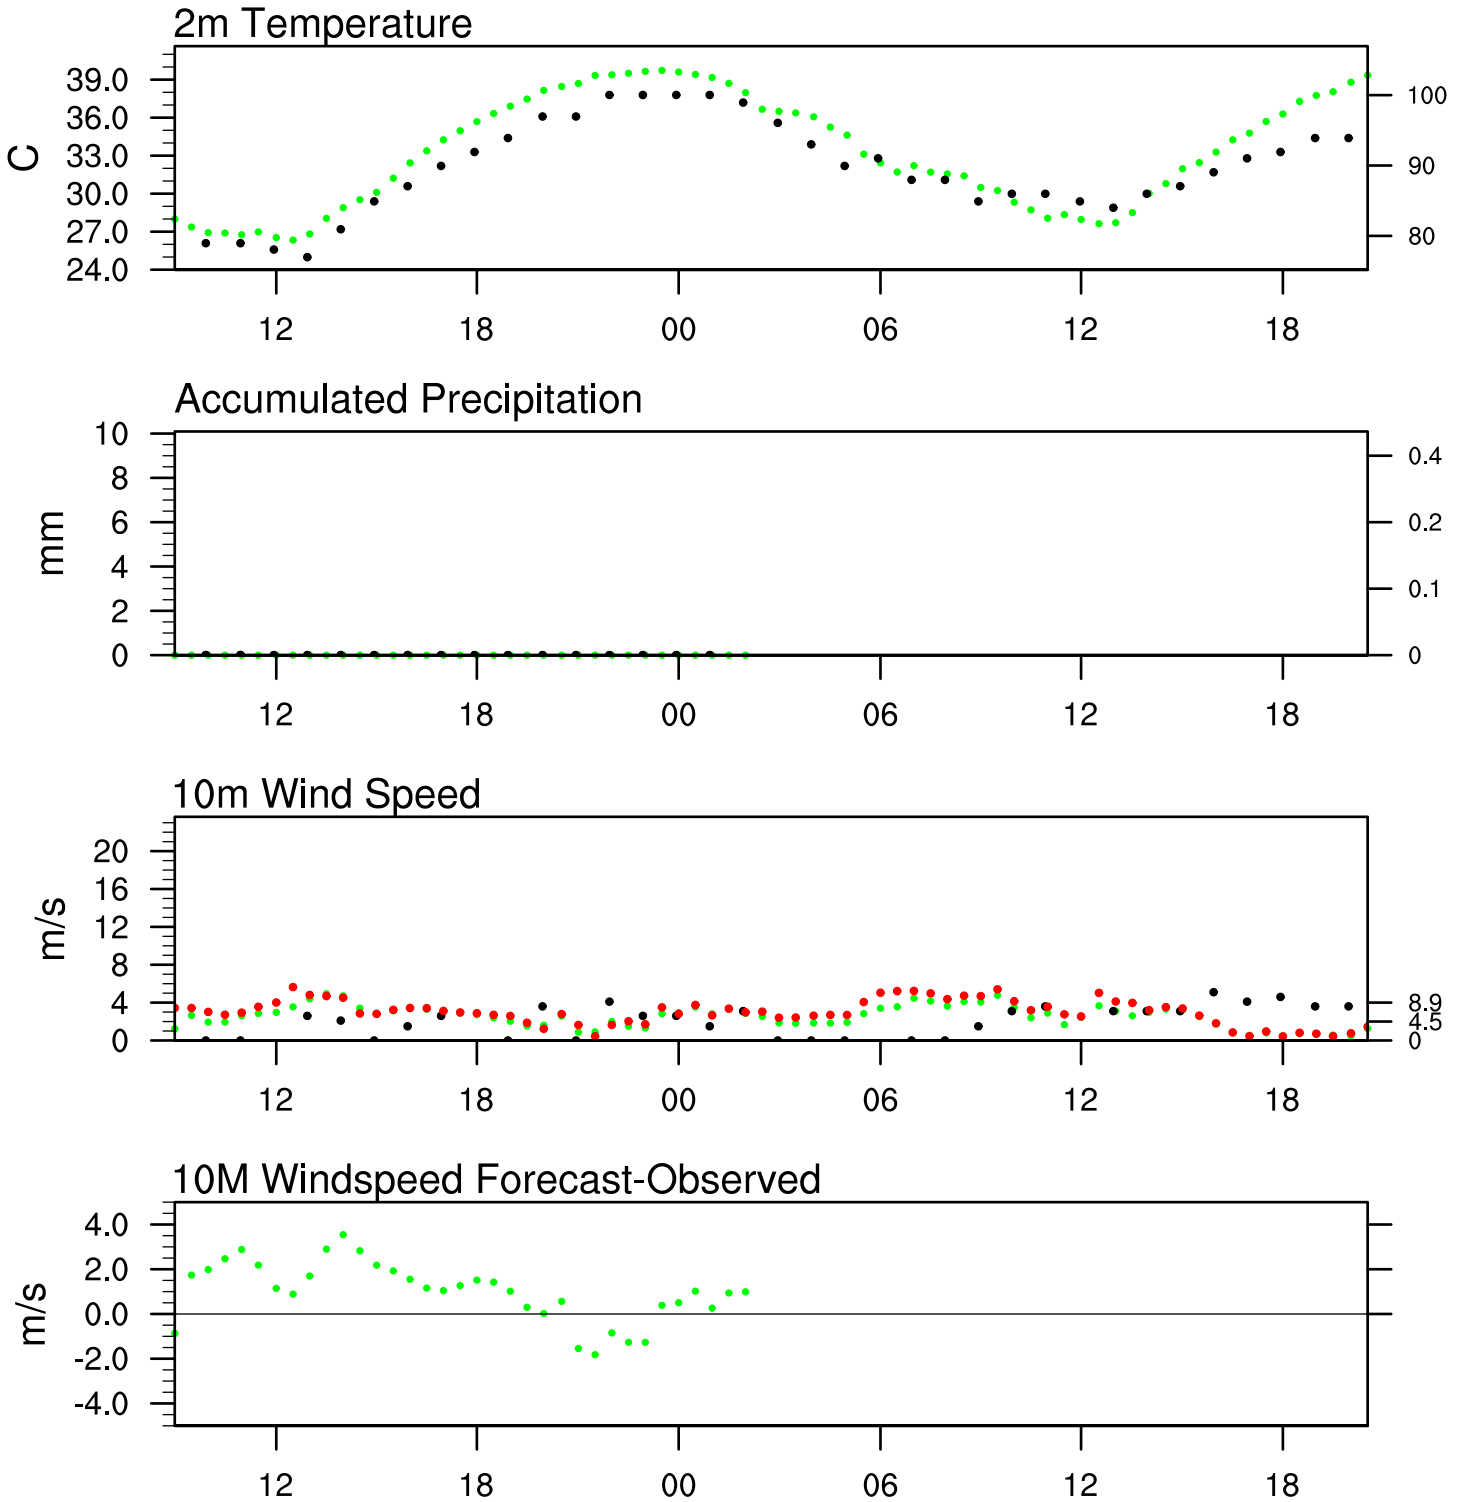 2m Temperature
39.0
36.0
33.0
30.0
27.0
24.0
C
100
90
80
12 18 00 06 12 18
Accumulated Precipitation
10
8
6
4
2
0
mm
0.4
0.2
0.1
0
12 18 00 06 12 18
10m Wind Speed
20
16
12
8
4
0
m/s
8.9
4.5
0
12 18 00 06 12 18
10M Windspeed Forecast-Observed
4.0
2.0
0.0
-2.0
-4.0
m/s
12 18 00 06 12 18